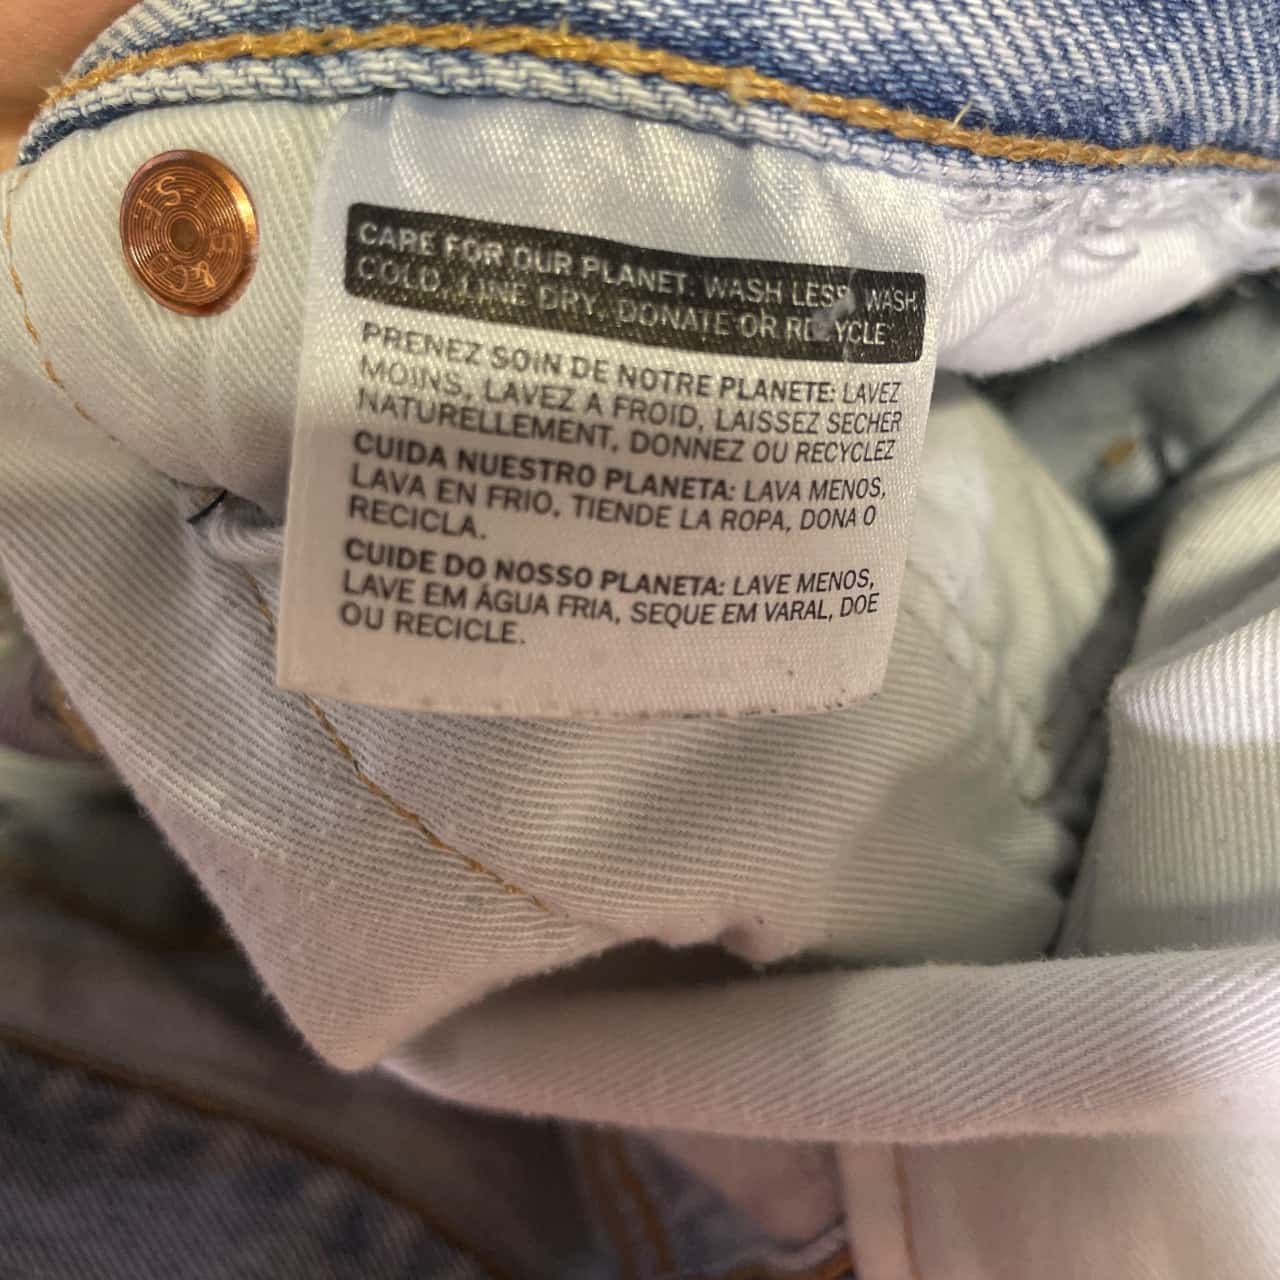 CARE FOR OUR PLANET: WASH LESS, WASH
COLD, LINE DRY, DONATE OR RECYCLE
PRENEZ SOIN DE NOTRE PLANETE: LAVEZ
MOINS, LAVEZ A FROID, LAISSEZ SECHER
NATURELLEMENT, DONNEZ OU RECYCLEZ
CUIDA NUESTRO PLANETA: LAVA MENOS,
LAVA EN FRIO, TIENDE LA ROPA, DONA O
RECICLA.
CUIDE DO NOSSO PLANETA: LAVE MENOS,
LAVE EM ÁGUA FRIA, SEQUE EM VARAL, DOE
OU RECICLE.